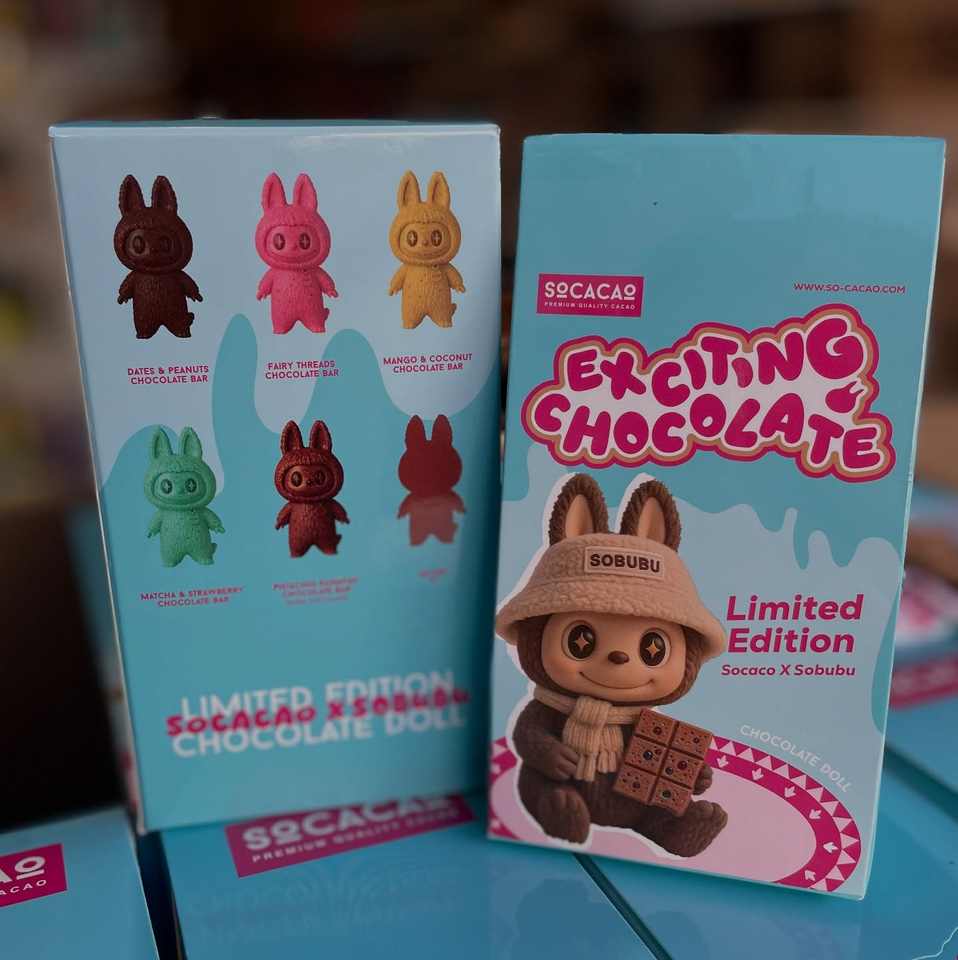 DATES & PEANUTS
CHOCOLATE BAR
FAIRY THREADS
CHOCOLATE BAR
MANGO & COCONUT
CHOCOLATE BAR
MATCHA & STRAWBERRY
CHOCOLATE BAR
CHOCOLATE BAR
LIMITED EDITION
SOCACAO X SOBUBU
CHOCOLATE DOLL
SOCACAO
PREMIUM QUALITY CACAO
WWW.SO-CACAO.COM
EXCITING
CHOCOLATE
SOBUBU
Limited
Edition
Socaco X Sobubu
CHOCOLATE DOLL
SOCACAO
PREMIUM QUALITY CACAO